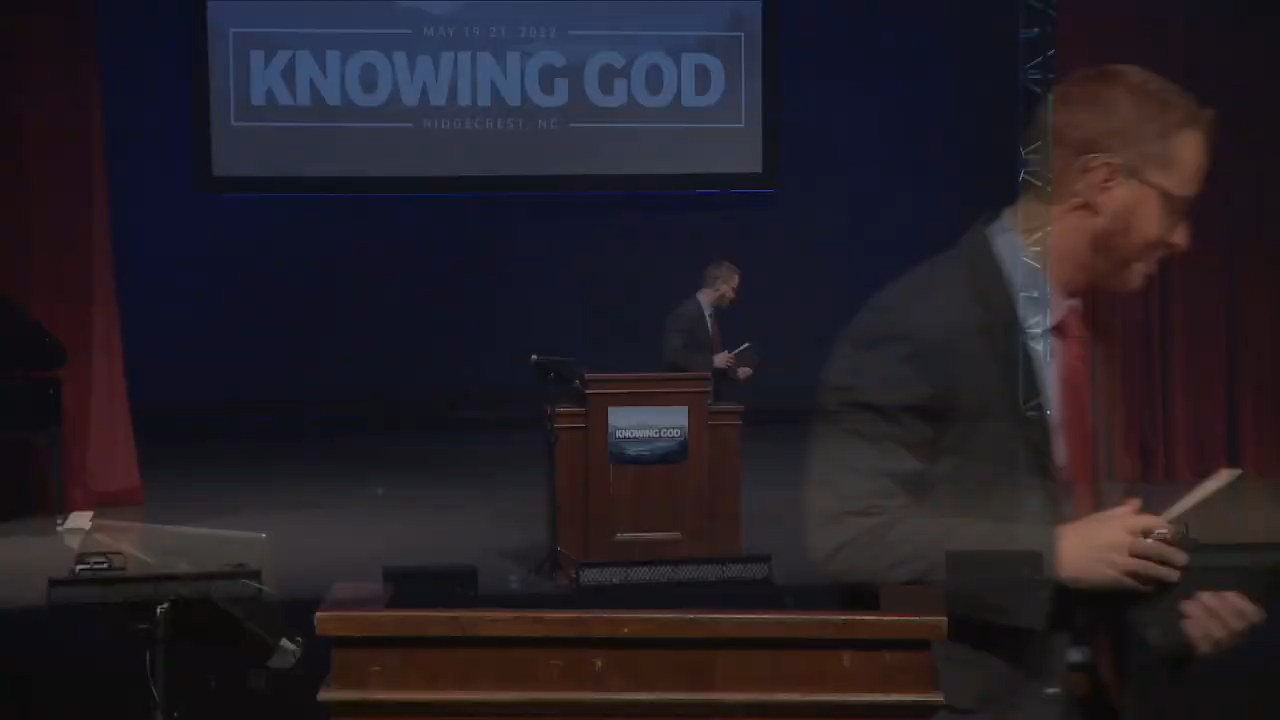 MAY 19-21, 2022
KNOWING GOD
RIDGECREST, NC
KNOWING GOD